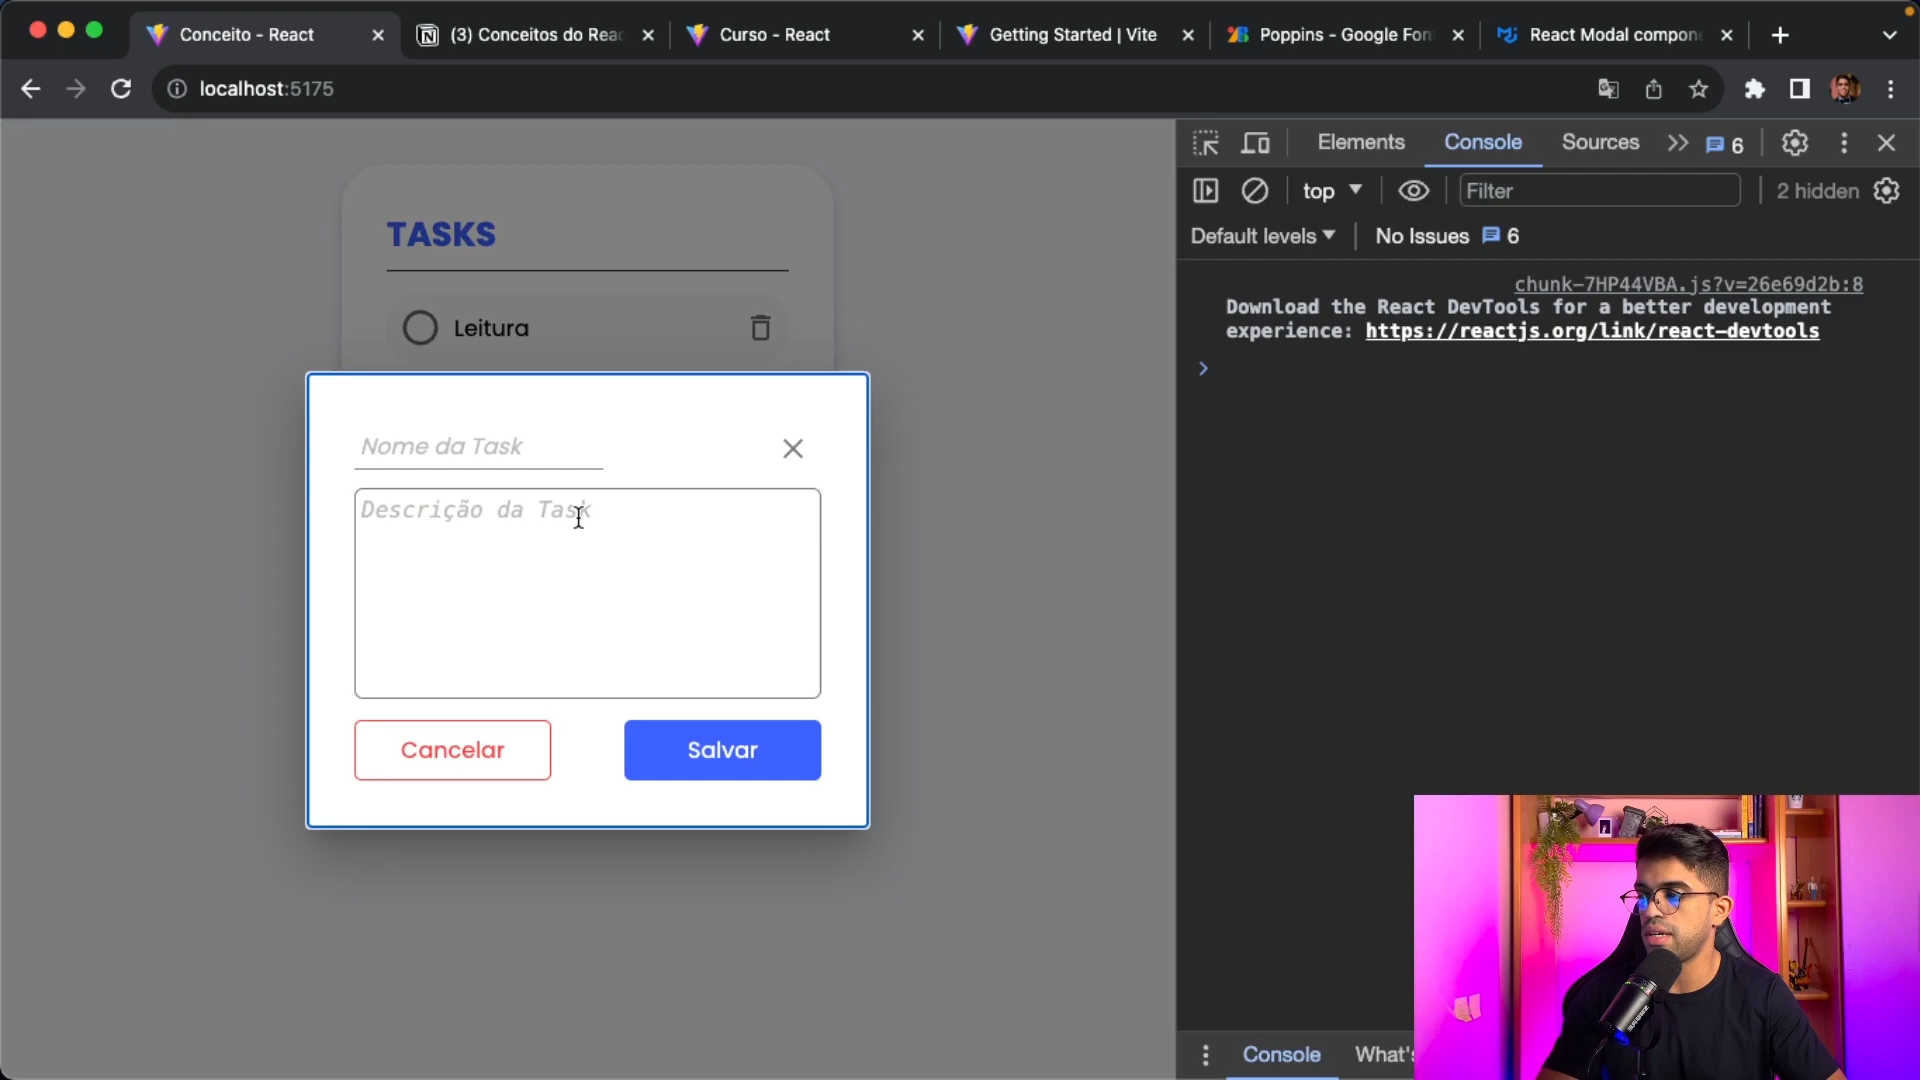 Conceito - React
(3) Conceitos do Reac
Curso - React
Getting Started | Vite
Poppins - Google Fon
React Modal compon
localhost:5175
Elements
Console
Sources
6
top
Filter
2 hidden
Default levels
No Issues
6
chunk-7HP44VBA.js?v=26e69d2b:8
Download the React DevTools for a better development
experience: https://reactjs.org/link/react-devtools
TASKS
Leitura
Nome da Task
Descrição da Task
Cancelar
Salvar
Console
What's